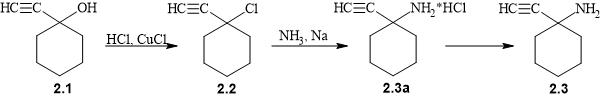 HC≡ OH HC≡ Cl HC≡ NH₂*HCl HC≡ NH₂
HCl, CuCl NH₃, Na
2.1 2.2 2.3a 2.3